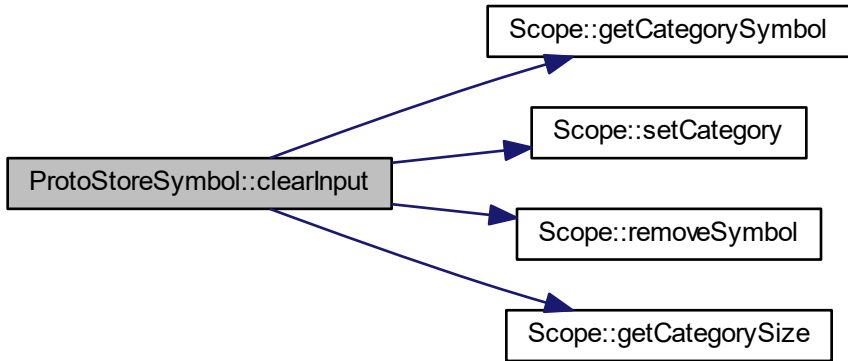 Scope::getCategorySymbol
Scope::setCategory
ProtoStoreSymbol::clearInput
Scope::removeSymbol
Scope::getCategorySize